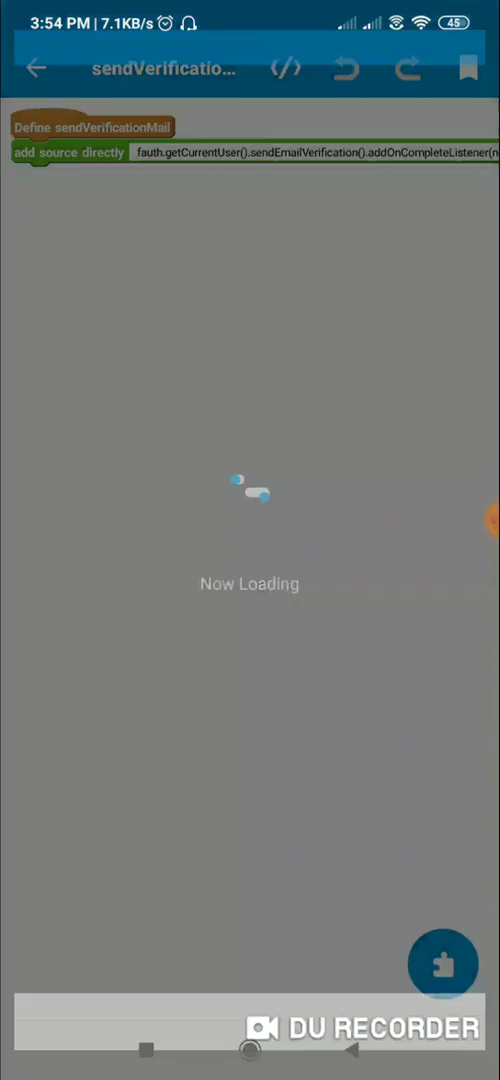 3:54 PM | 7.1KB/s 45
sendVerificatio... </>
Define sendVerificationMail
add source directly fauth.getCurrentUser().sendEmailVerification().addOnCompleteListener(n
Now Loading
DU RECORDER